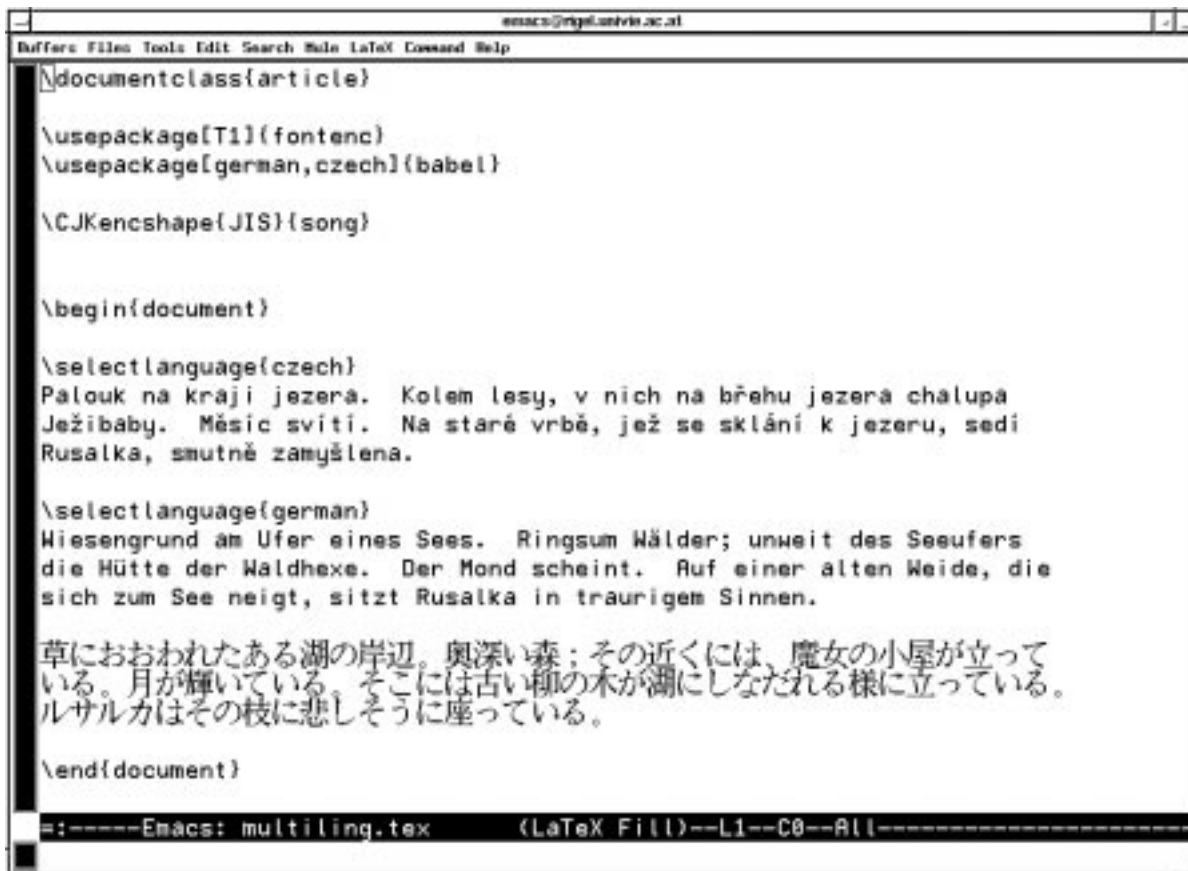 emacs@rigel.univie.ac.at
Buffers Files Tools Edit Search Mule LaTeX Command Help
\documentclass{article}
\usepackage[T1]{fontenc}
\usepackage[german,czech]{babel}
\CJKencshape{JIS}{song}
\begin{document}
\selectlanguage{czech}
Palouk na kraji jezera.  Kolem lesy, v nich na břehu jezera chalupa
Ježibaby.  Měsíc svítí.  Na staré vrbě, jež se sklání k jezeru, sedí
Rusalka, smutně zamyšlena.
\selectlanguage{german}
Wiesengrund am Ufer eines Sees.  Ringsum Wälder; unweit des Seeufers
die Hütte der Waldhexe.  Der Mond scheint.  Auf einer alten Weide, die
sich zum See neigt, sitzt Rusalka in traurigem Sinnen.
草におおわれたある湖の岸辺。奥深い森；その近くには、魔女の小屋が立って
いる。月が輝いている。そこには古い柳の木が湖にしなだれる様に立っている。
ルサルカはその枝に悲しそうに座っている。
\end{document}
=:-----Emacs: multiling.tex      (LaTeX Fill)--L1--C0--All----------------------